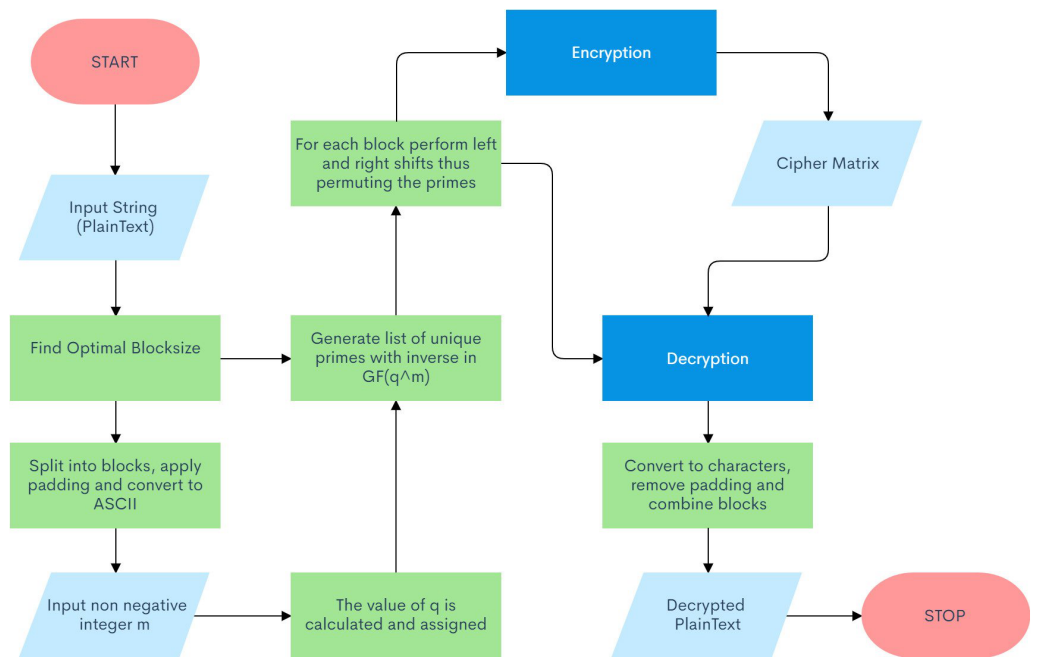 START
Input String
(PlainText)
Find Optimal Blocksize
Split into blocks, apply
padding and convert to
ASCII
Input non negative
integer m
The value of q is
calculated and assigned
Generate list of unique
primes with inverse in
GF(q^m)
For each block perform left
and right shifts thus
permuting the primes
Encryption
Cipher Matrix
Decryption
Convert to characters,
remove padding and
combine blocks
Decrypted
PlainText
STOP